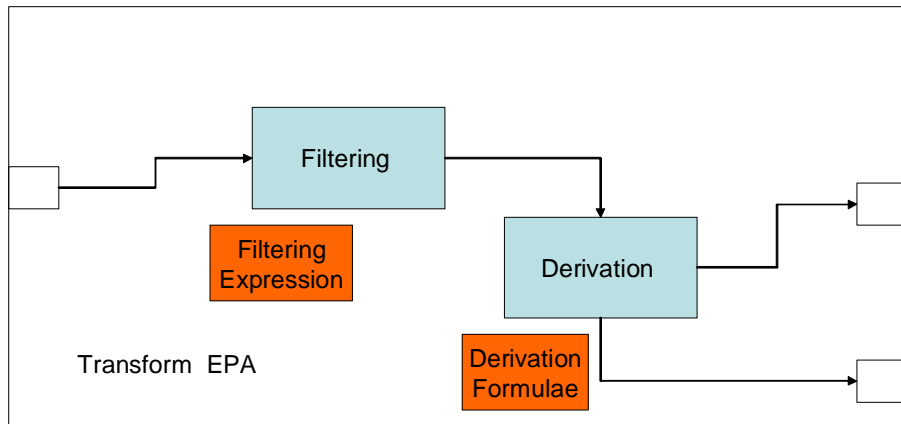 Filtering
Filtering
Expression
Derivation
Derivation
Formulae
Transform EPA